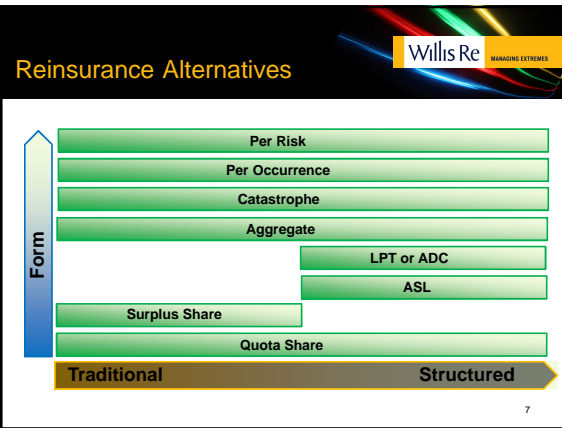 Reinsurance Alternatives
Willis Re
MANAGING EXTREMES
Form
Per Risk
Per Occurrence
Catastrophe
Aggregate
LPT or ADC
ASL
Surplus Share
Quota Share
Traditional Structured
7